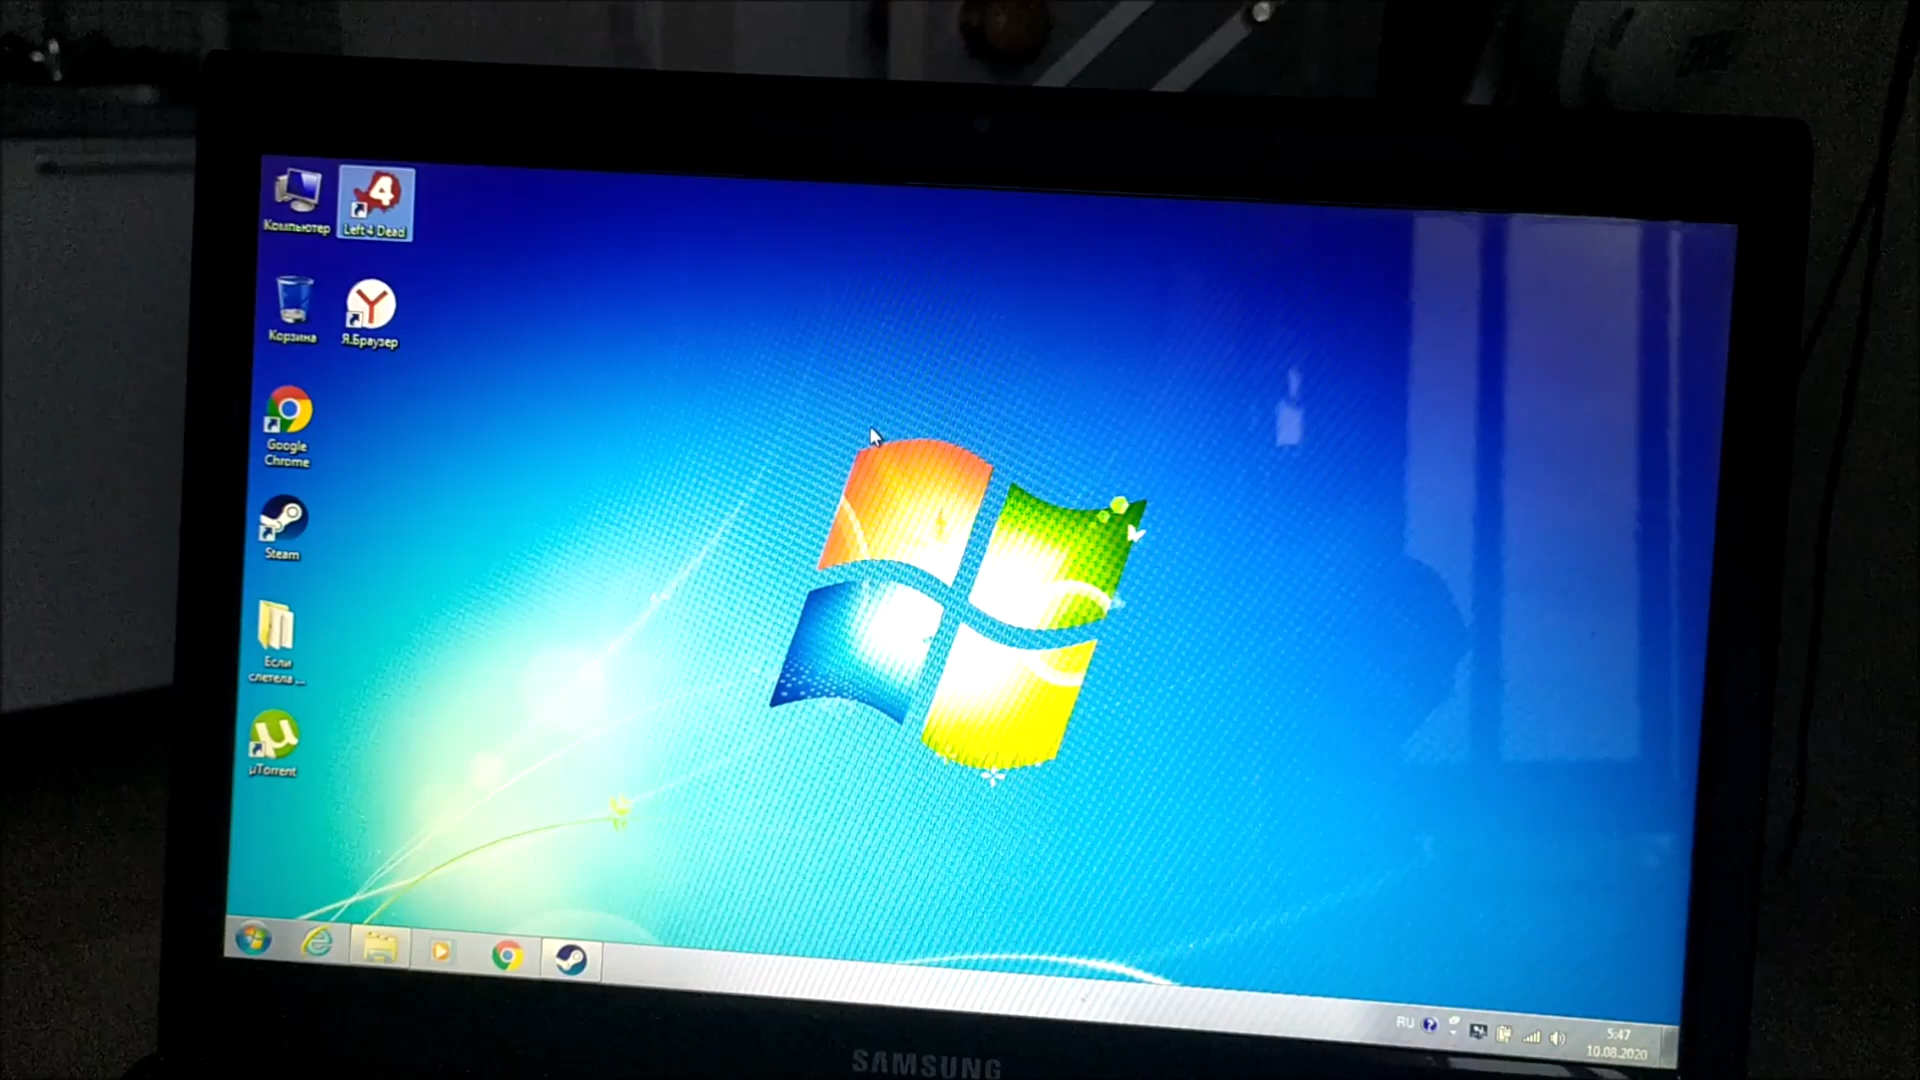 Компьютер
4
Left 4 Dead
Корзина
Я.Браузер
Google
Chrome
Steam
Если
слетела ...
µTorrent
RU
5:47
10.08.2020
SAMSUNG